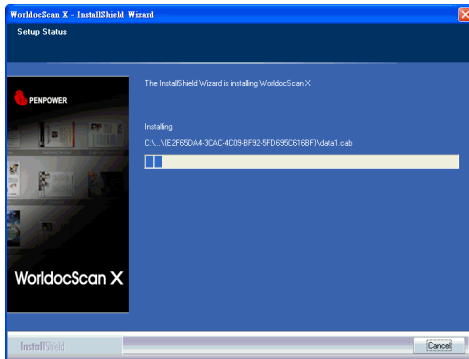 WorldocScan X - InstallShield Wizard
Setup Status
The InstallShield Wizard is installing WorldocScan X
PENPOWER
Installing
C:\...\{E2F65DA4-3CAC-4C09-BF92-5FD695C616BF}\data1.cab
WorldocScan X
InstallShield
Cancel